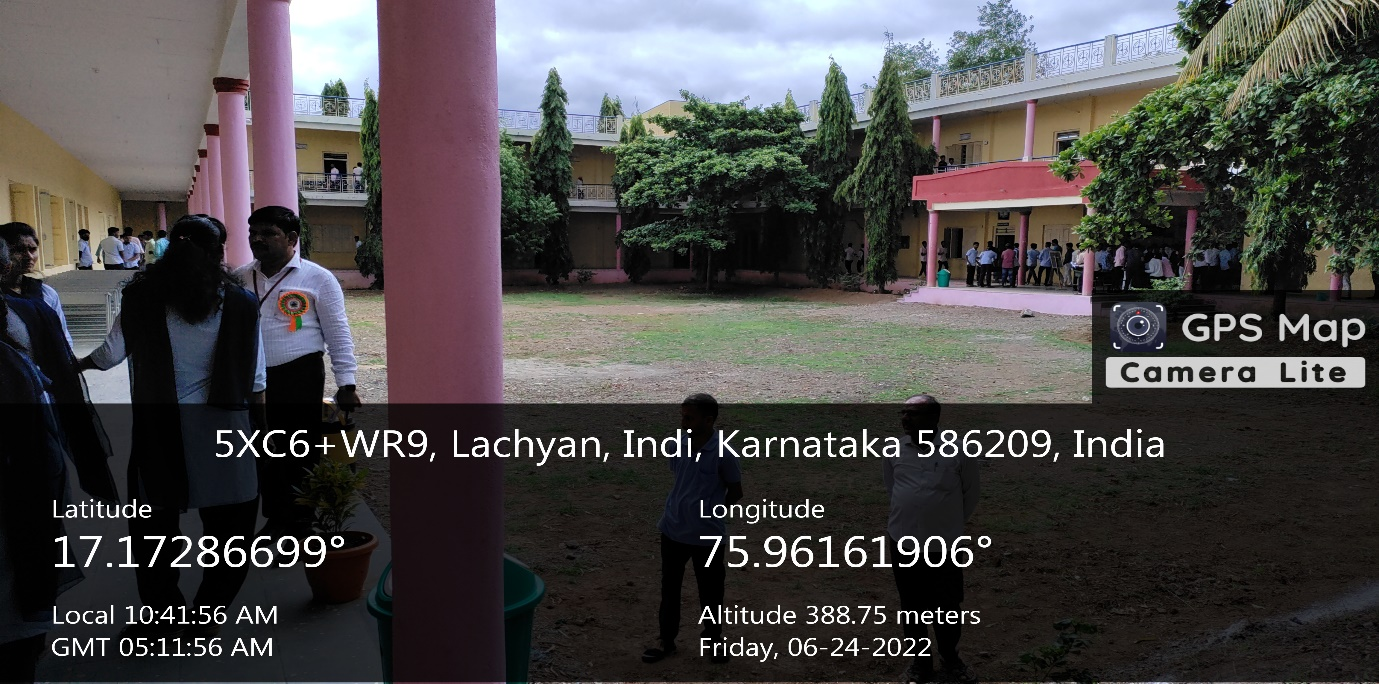 GPS Map
Camera Lite
5XC6+WR9, Lachyan, Indi, Karnataka 586209, India
Latitude
17.17286699°
Longitude
75.96161906°
Local 10:41:56 AM
GMT 05:11:56 AM
Altitude 388.75 meters
Friday, 06-24-2022